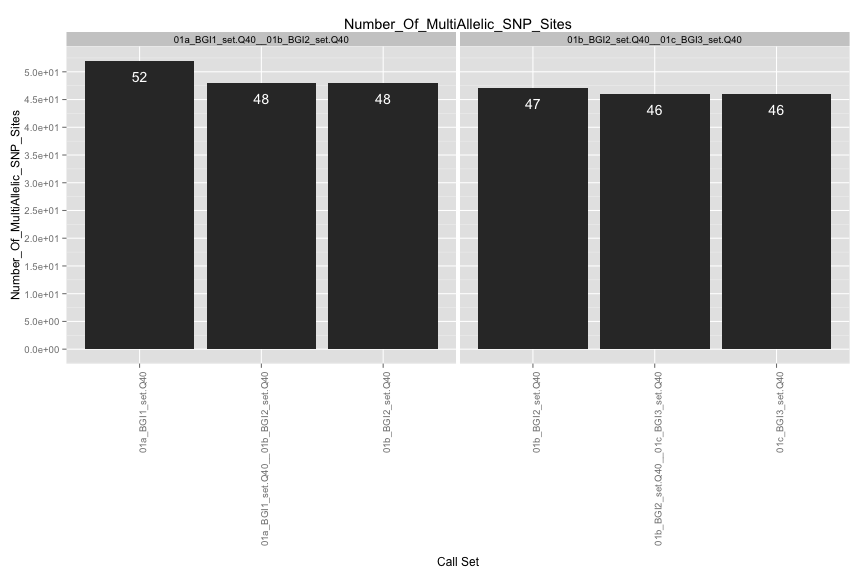 Number_Of_MultiAllelic_SNP_Sites
01a_BGI1_set.Q40__01b_BGI2_set.Q40
01b_BGI2_set.Q40__01c_BGI3_set.Q40
Number_Of_MultiAllelic_SNP_Sites
5.0e+01
4.5e+01
4.0e+01
3.5e+01
3.0e+01
2.5e+01
2.0e+01
1.5e+01
1.0e+01
5.0e+00
0.0e+00
52
48
48
47
46
46
01a_BGI1_set.Q40
01a_BGI1_set.Q40__01b_BGI2_set.Q40
01b_BGI2_set.Q40
01b_BGI2_set.Q40
01b_BGI2_set.Q40__01c_BGI3_set.Q40
01c_BGI3_set.Q40
Call Set